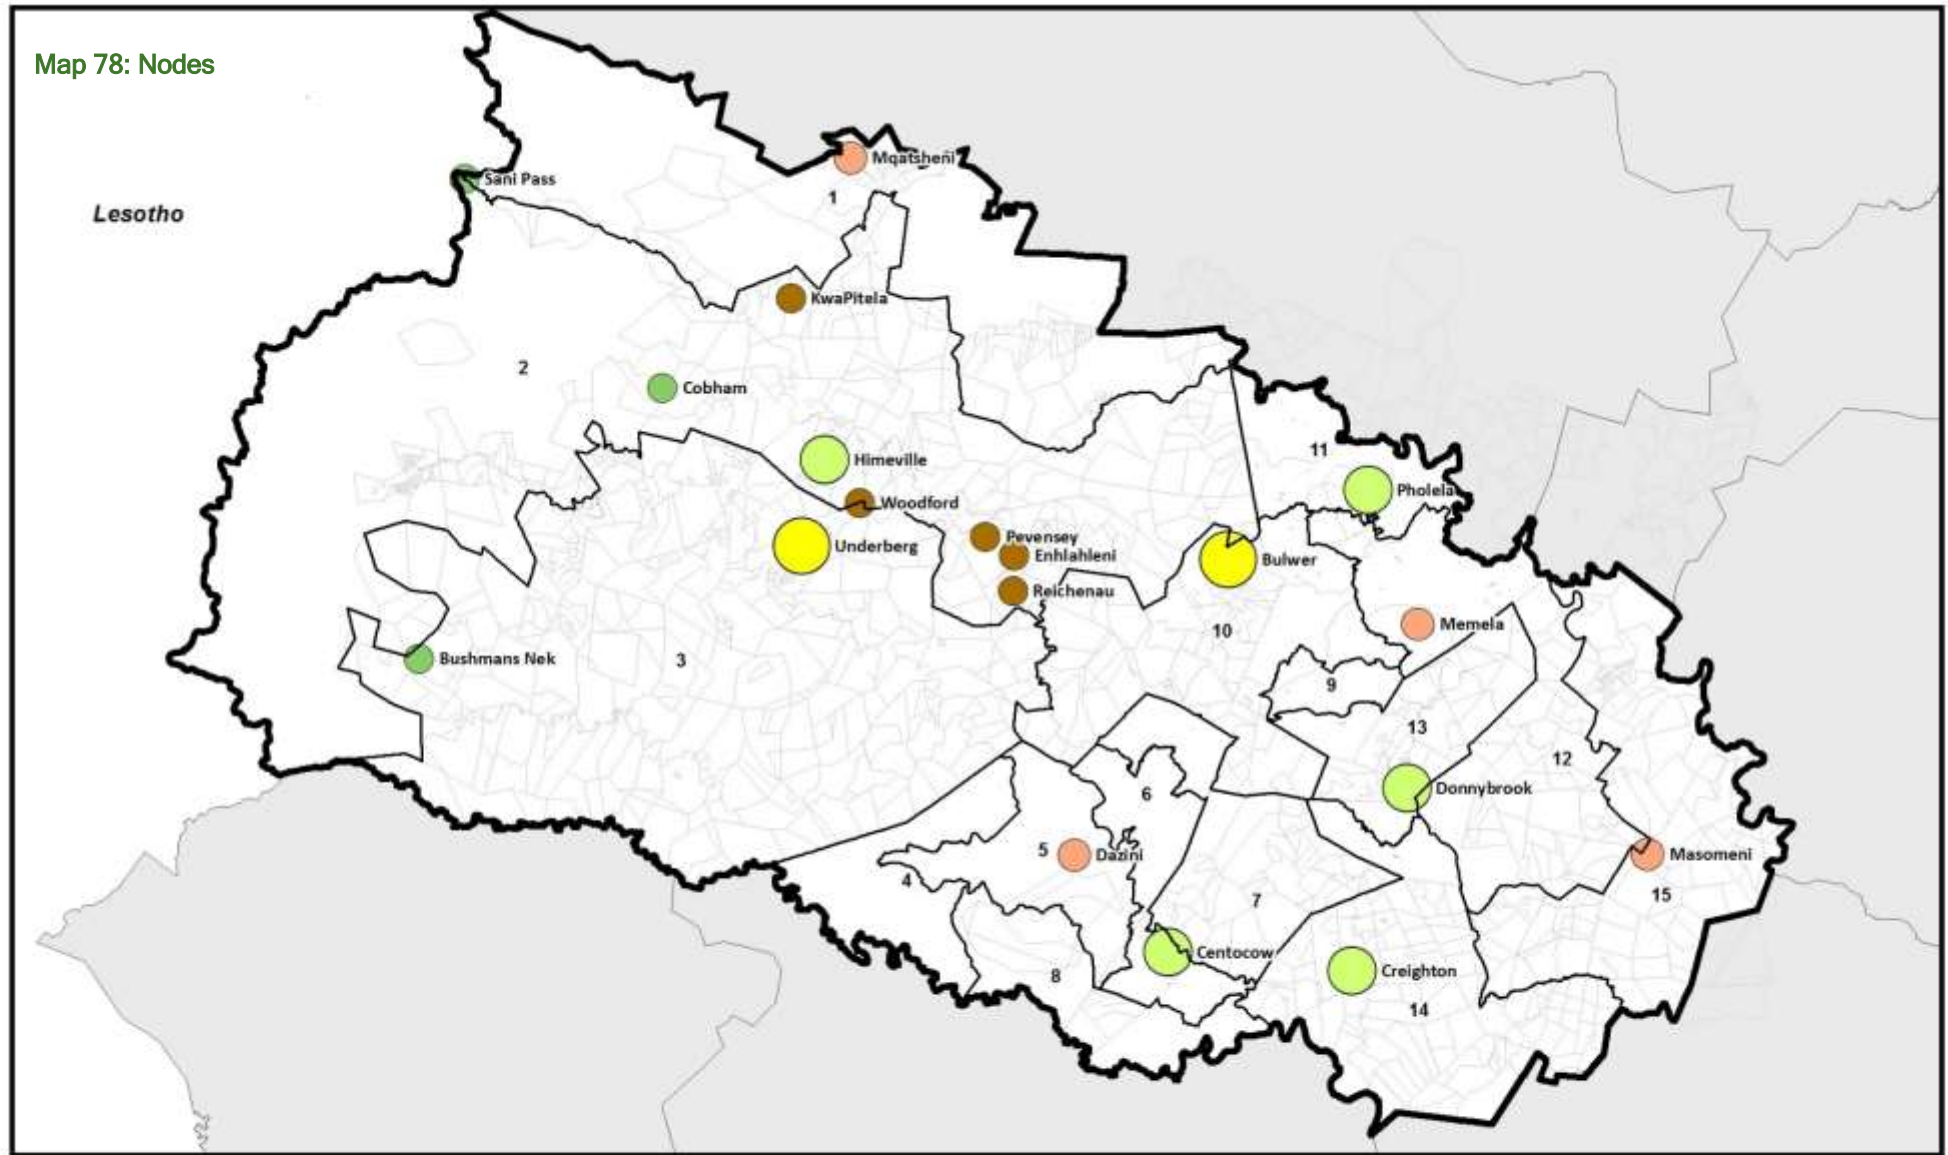 Map 78: Nodes
Mqatsheni
Sani Pass
1
Lesotho
KwaPitela
2
Cobham
11
Himeville
Pholela
Woodford
Pevensey
Underberg
Enhlahleni
Bulwer
Reichenau
Memela
10
Bushmans Nek
3
9
13
12
Donnybrook
6
5
Dazini
Masomeni
4
15
7
Centocow
Creighton
8
14